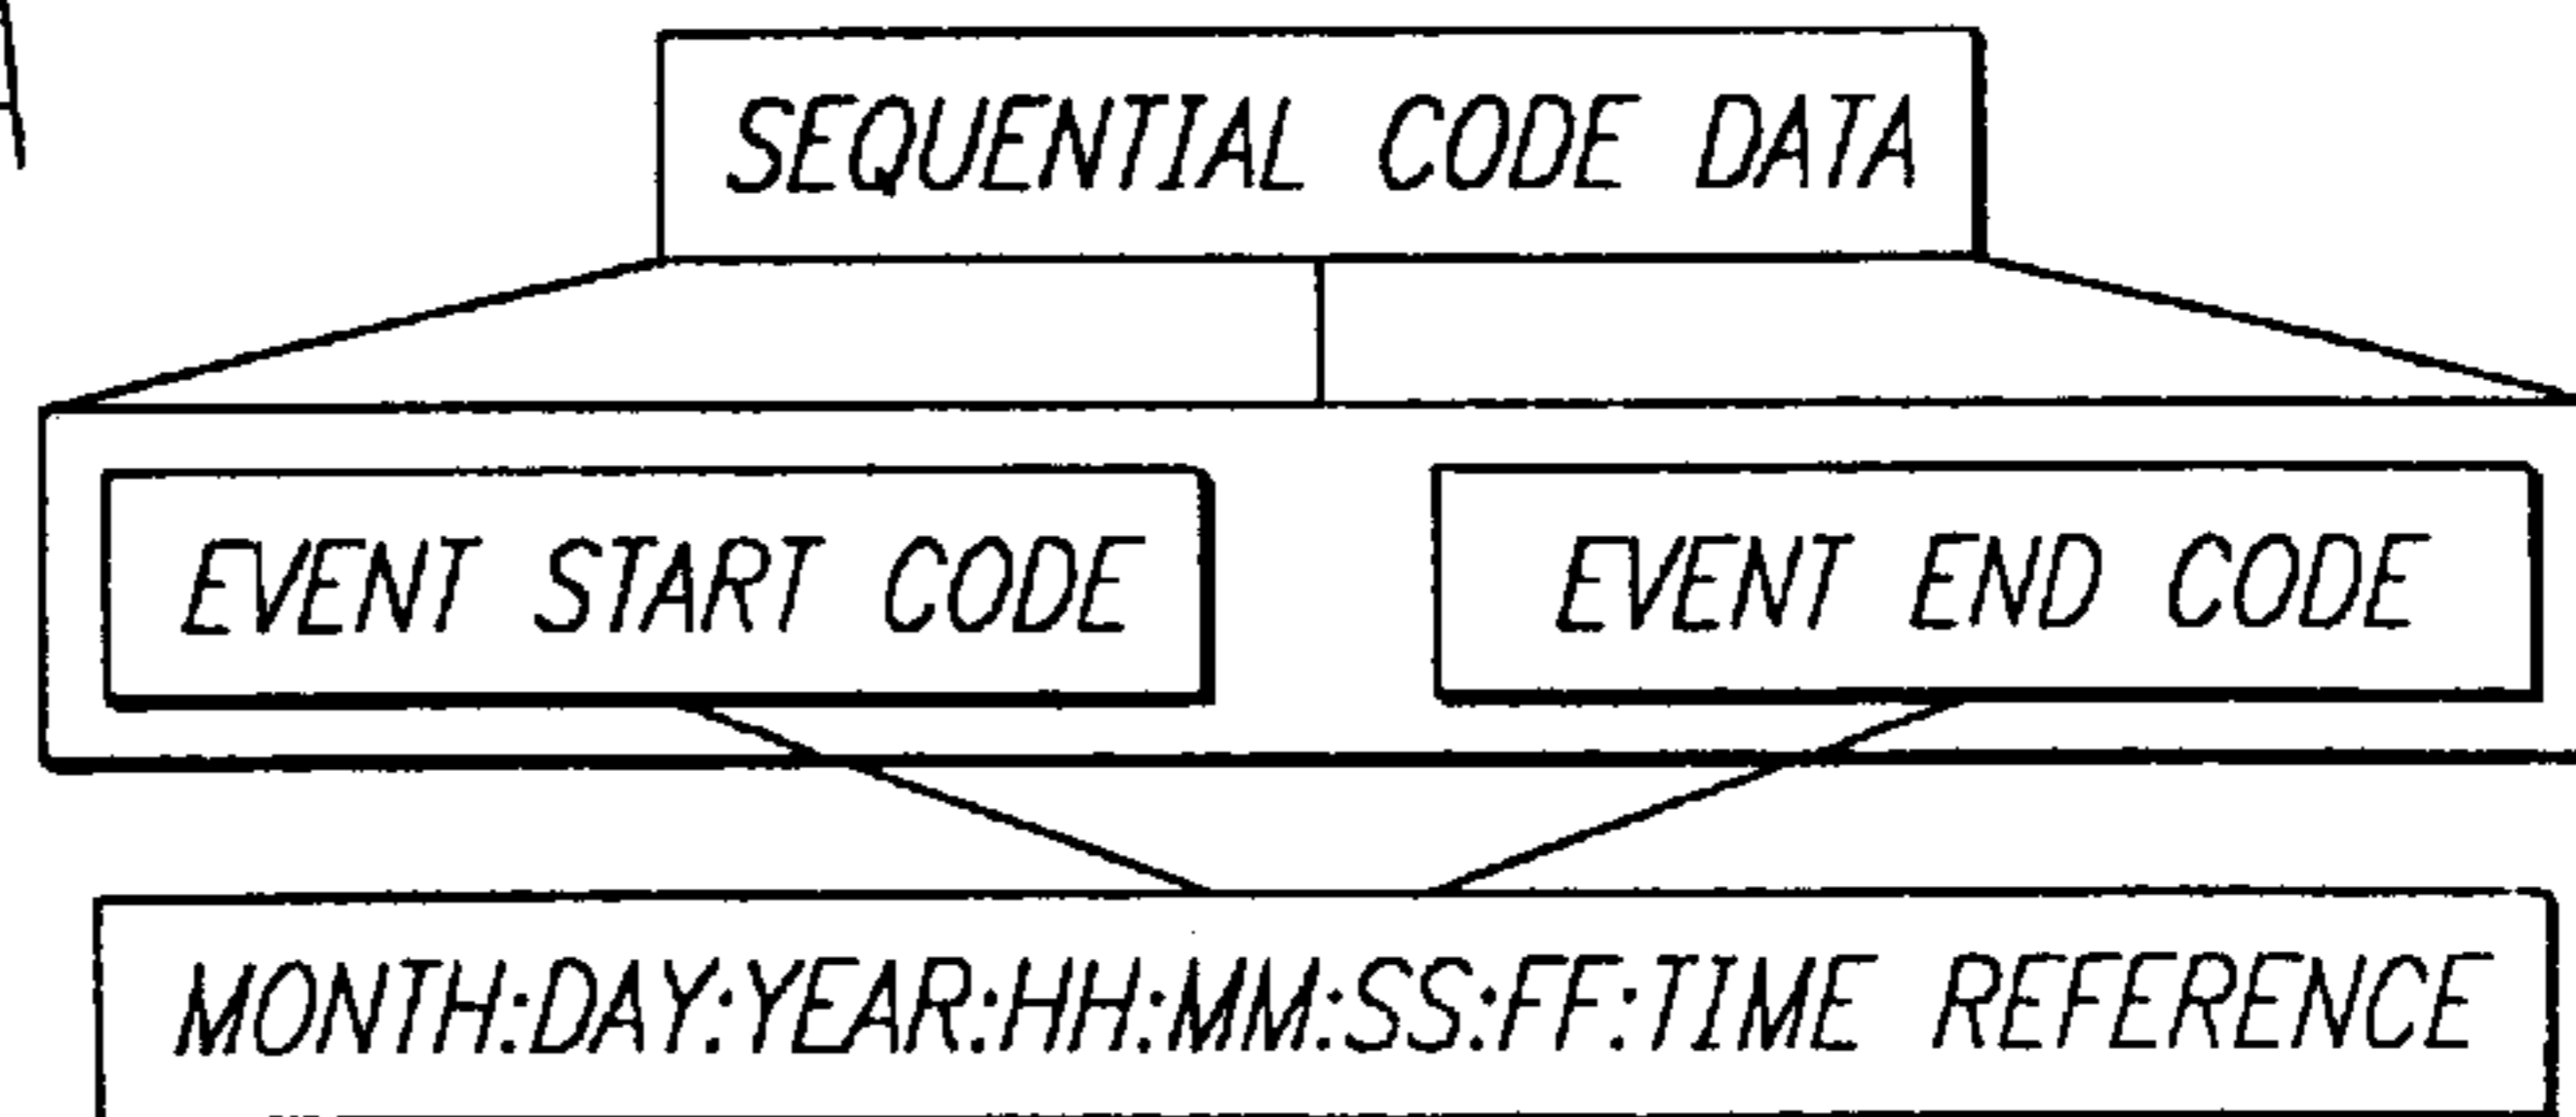 SEQUENTIAL CODE DATA
EVENT START CODE
EVENT END CODE
MONTH:DAY:YEAR:HH:MM:SS:FF:TIME REFERENCE